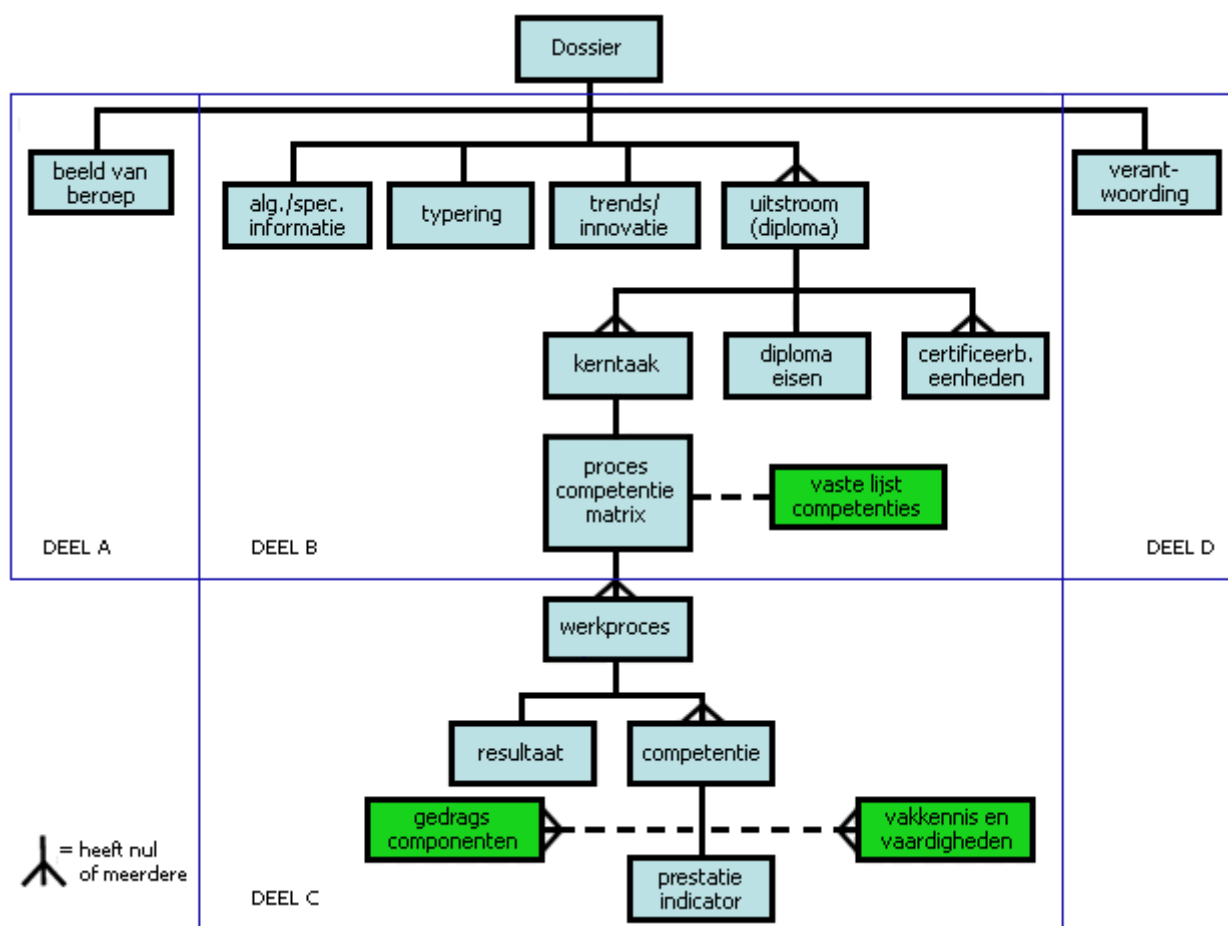 Dossier
beeld van
beroep
alg./spec.
informatie
typering
trends/
innovatie
uitstroom
(diploma)
verant-
woording
kerntaak
diploma
eisen
certificeerb.
eenheden
proces
competentie
matrix
vaste lijst
competenties
DEEL A
DEEL B
DEEL D
werkproces
resultaat
competentie
gedrags
componenten
vakkennis en
vaardigheden
= heeft nul
of meerdere
prestatie
indicator
DEEL C